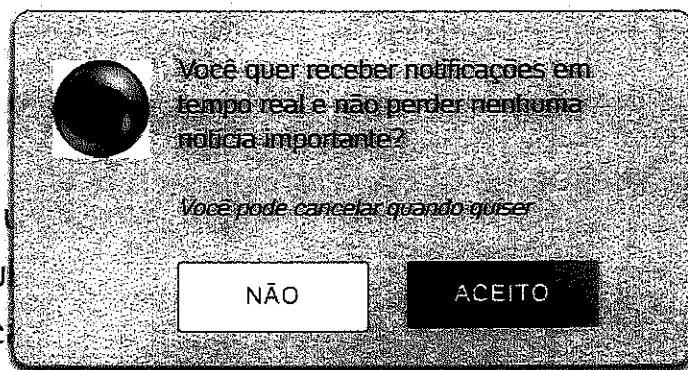 Você quer receber notificações em
tempo real e não perder nenhuma
notícia importante?
Você pode cancelar quando quiser
NÃO
ACEITO